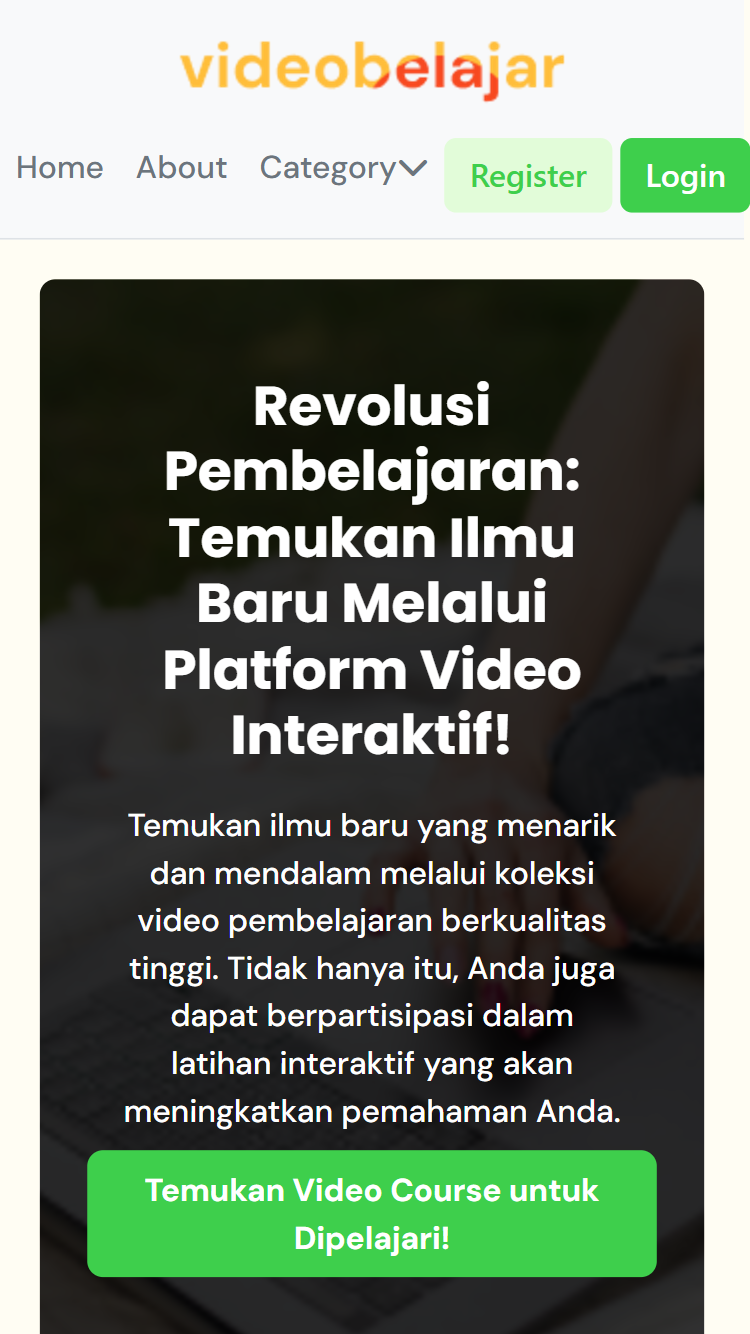 videobelajar
Home About Category Register Login
Revolusi
Pembelajaran:
Temukan Ilmu
Baru Melalui
Platform Video
Interaktif!
Temukan ilmu baru yang menarik
dan mendalam melalui koleksi
video pembelajaran berkualitas
tinggi. Tidak hanya itu, Anda juga
dapat berpartisipasi dalam
latihan interaktif yang akan
meningkatkan pemahaman Anda.
Temukan Video Course untuk
Dipelajari!